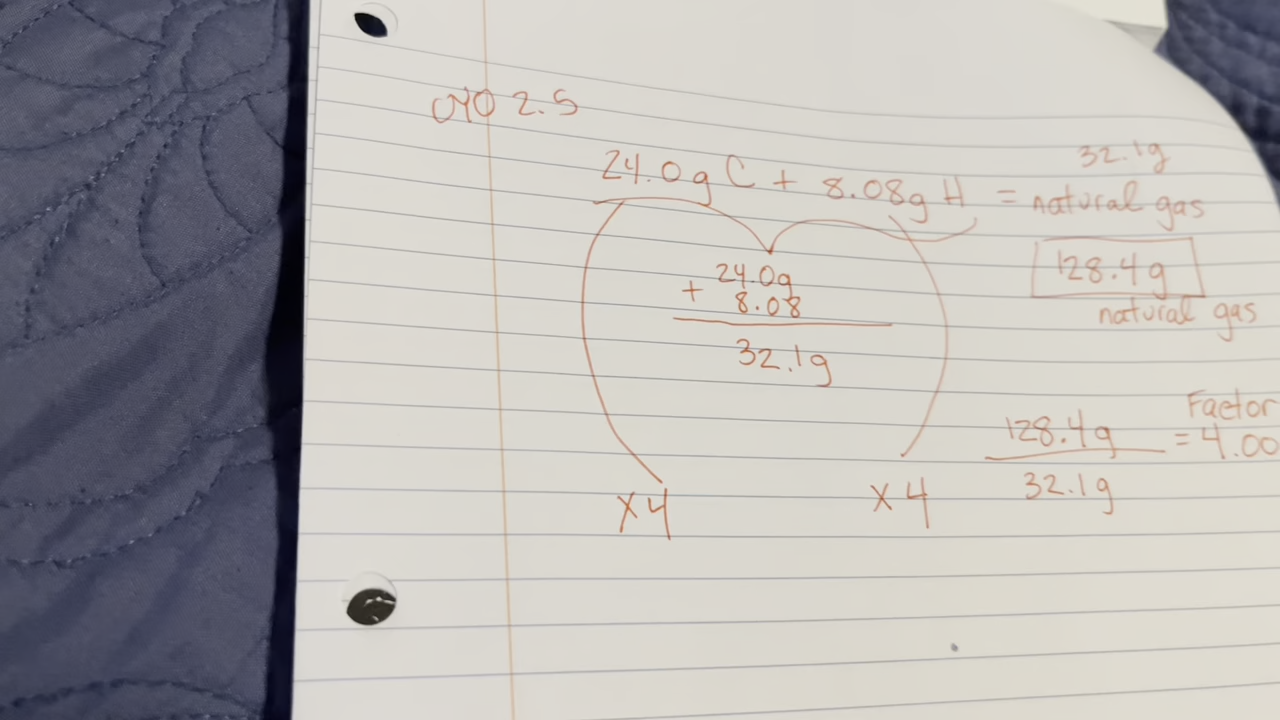 CYO 2.5
32.1g
24.0g C + 8.08g H = natural gas
128.4g
natural gas
24.0g
+ 8.08
32.1g
Factor
128.4g = 4.00
32.1g
X4 X4